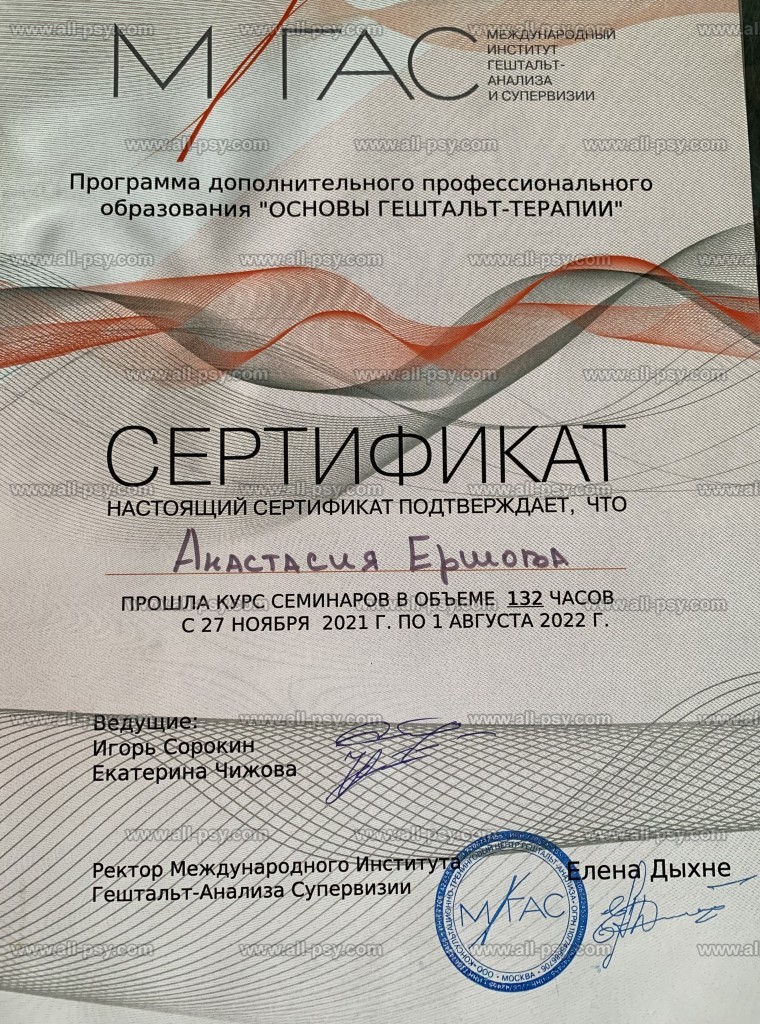 М/ГАС
МЕЖДУНАРОДНЫЙ
ИНСТИТУТ
ГЕШТАЛЬТ-
АНАЛИЗА
И СУПЕРВИЗИИ
Программа дополнительного профессионального
образования "ОСНОВЫ ГЕШТАЛЬТ-ТЕРАПИИ"
СЕРТИФИКАТ
НАСТОЯЩИЙ СЕРТИФИКАТ ПОДТВЕРЖДАЕТ, ЧТО
Анастасия Ершова
ПРОШЛА КУРС СЕМИНАРОВ В ОБЪЕМЕ 132 ЧАСОВ
С 27 НОЯБРЯ 2021 Г. ПО 1 АВГУСТА 2022 Г.
Ведущие:
Игорь Сорокин
Екатерина Чижова
Ректор Международного Института
Гештальт-Анализа Супервизии
Елена Дыхне
М/ГАС
МОСКВА
www.all-psy.com